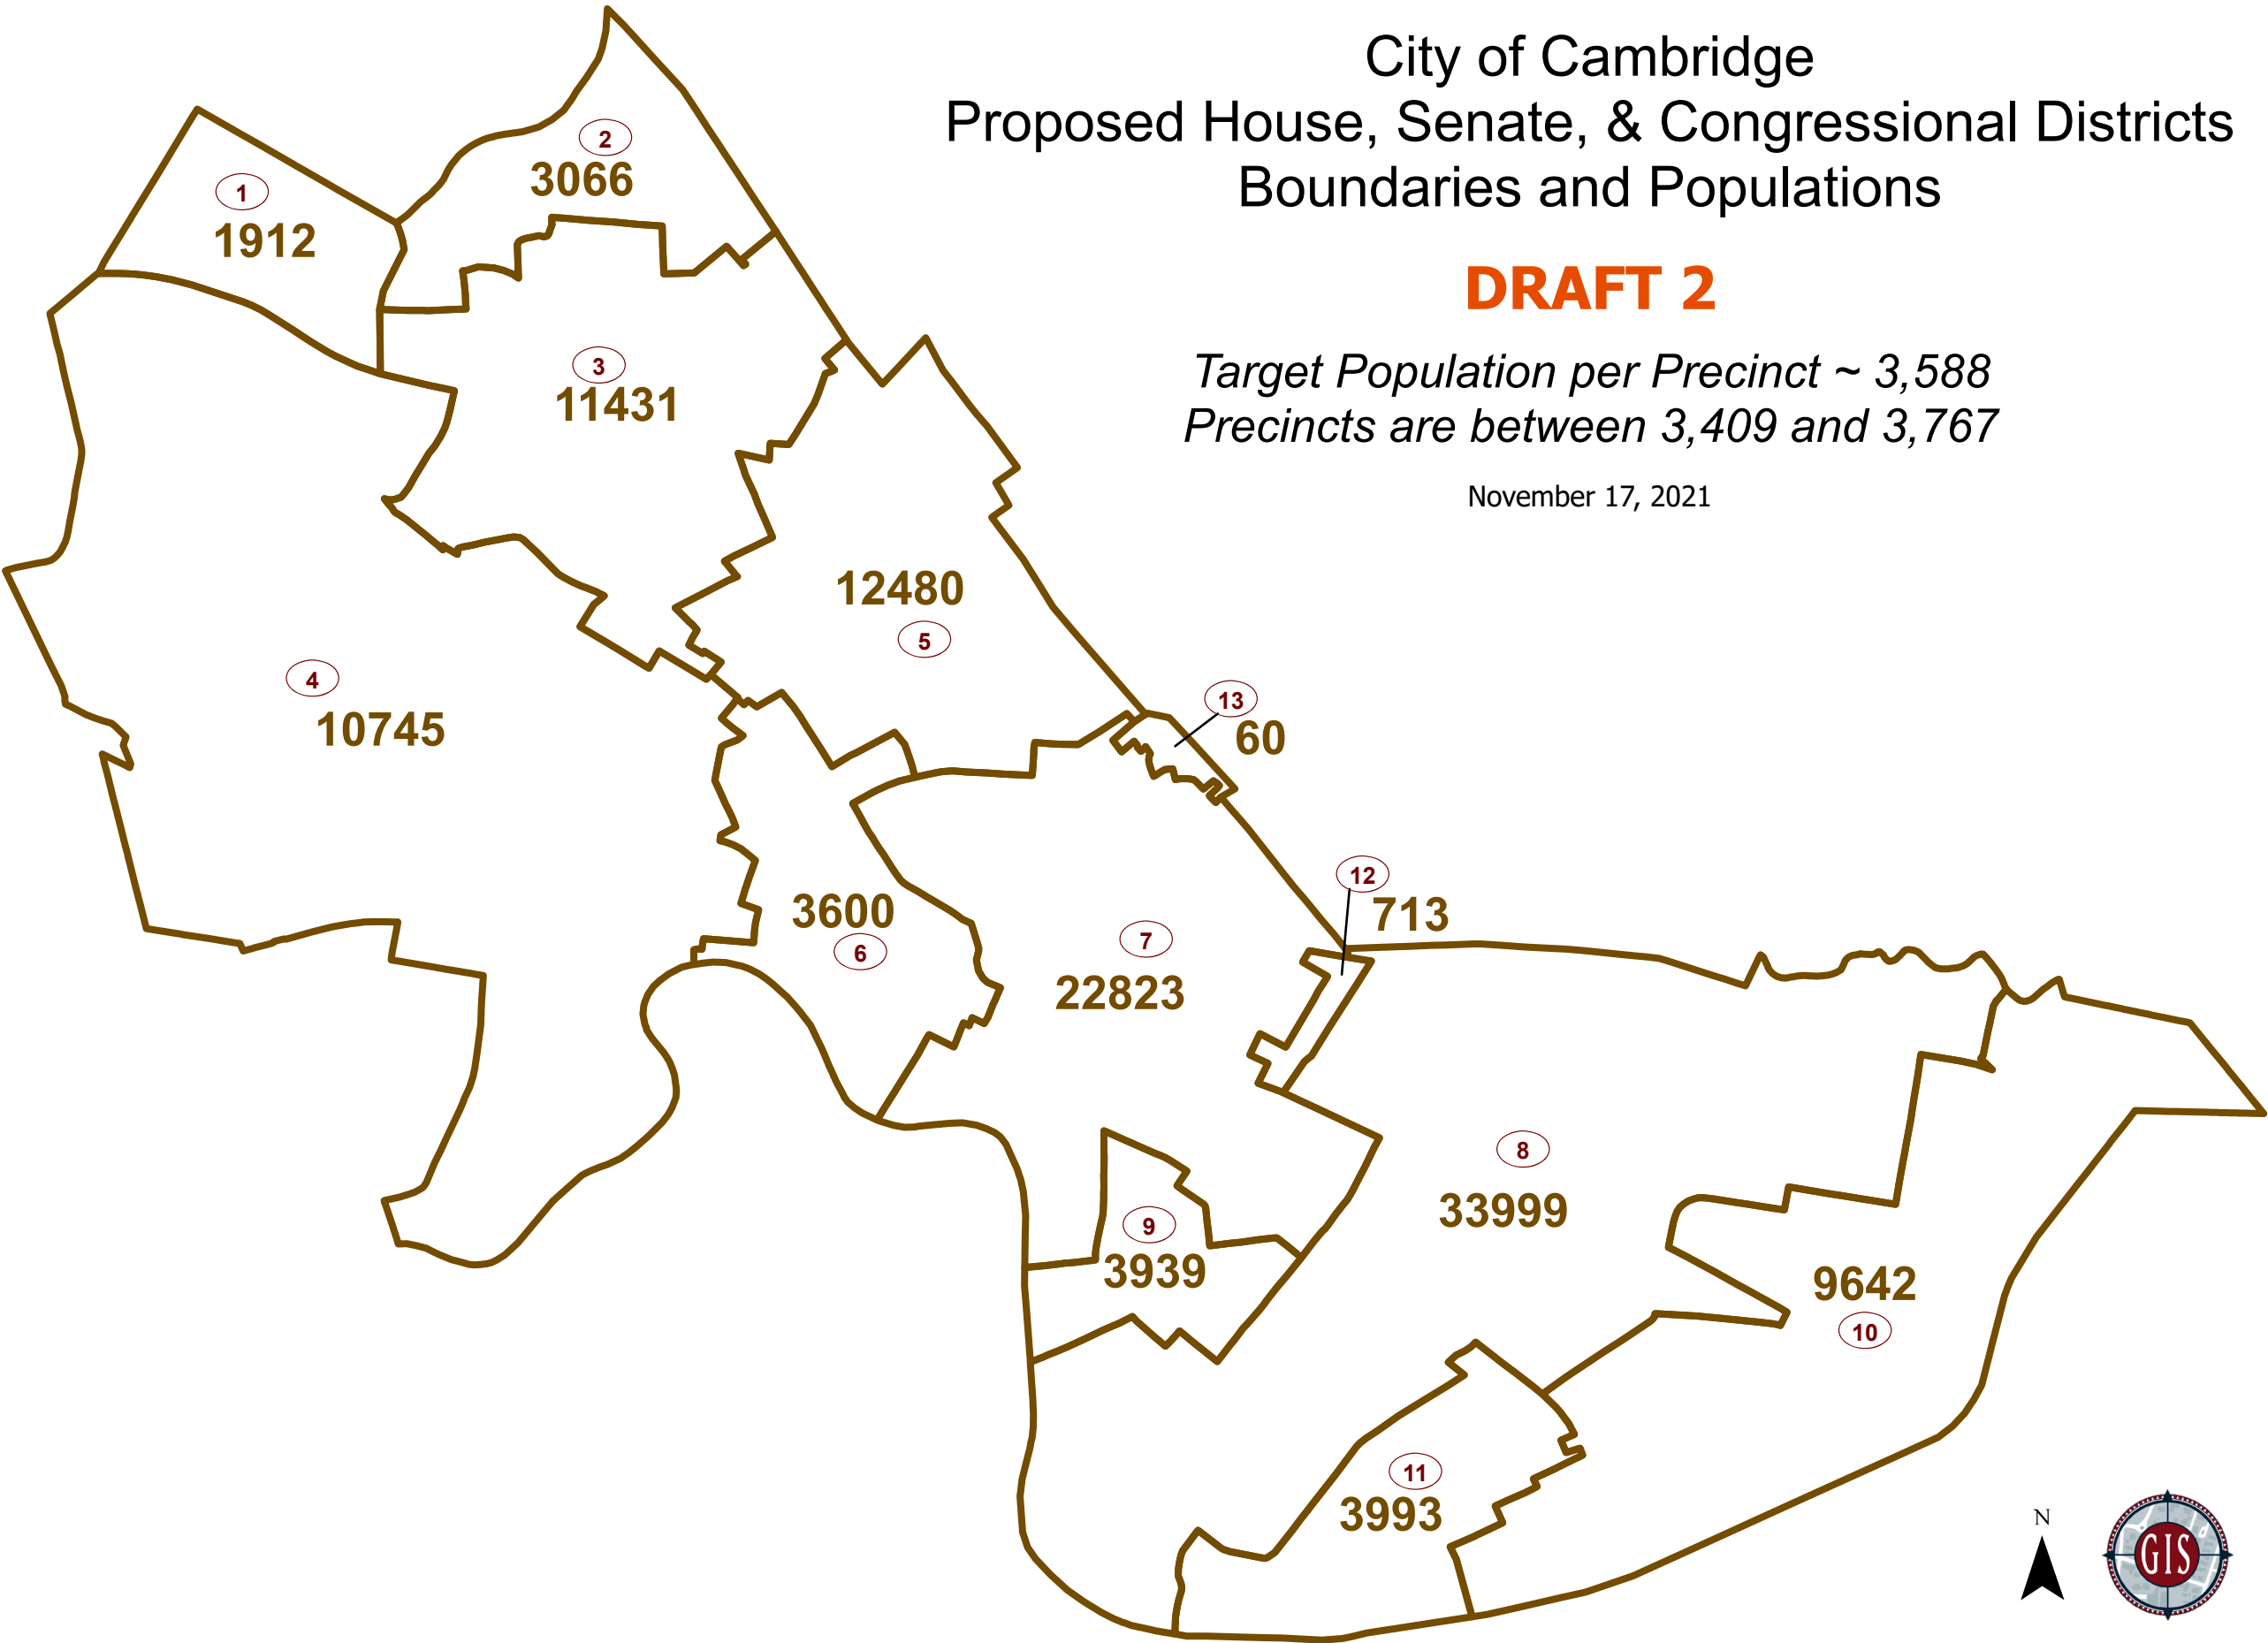 City of Cambridge
Proposed House, Senate, & Congressional Districts
Boundaries and Populations
DRAFT 2
Target Population per Precinct ~ 3,588
Precincts are between 3,409 and 3,767
November 17, 2021
2
3066
1
1912
3
11431
12480
5
4
10745
13
60
12
713
3600
6
7
22823
8
33999
9
3939
9642
10
11
3993
N
GIS